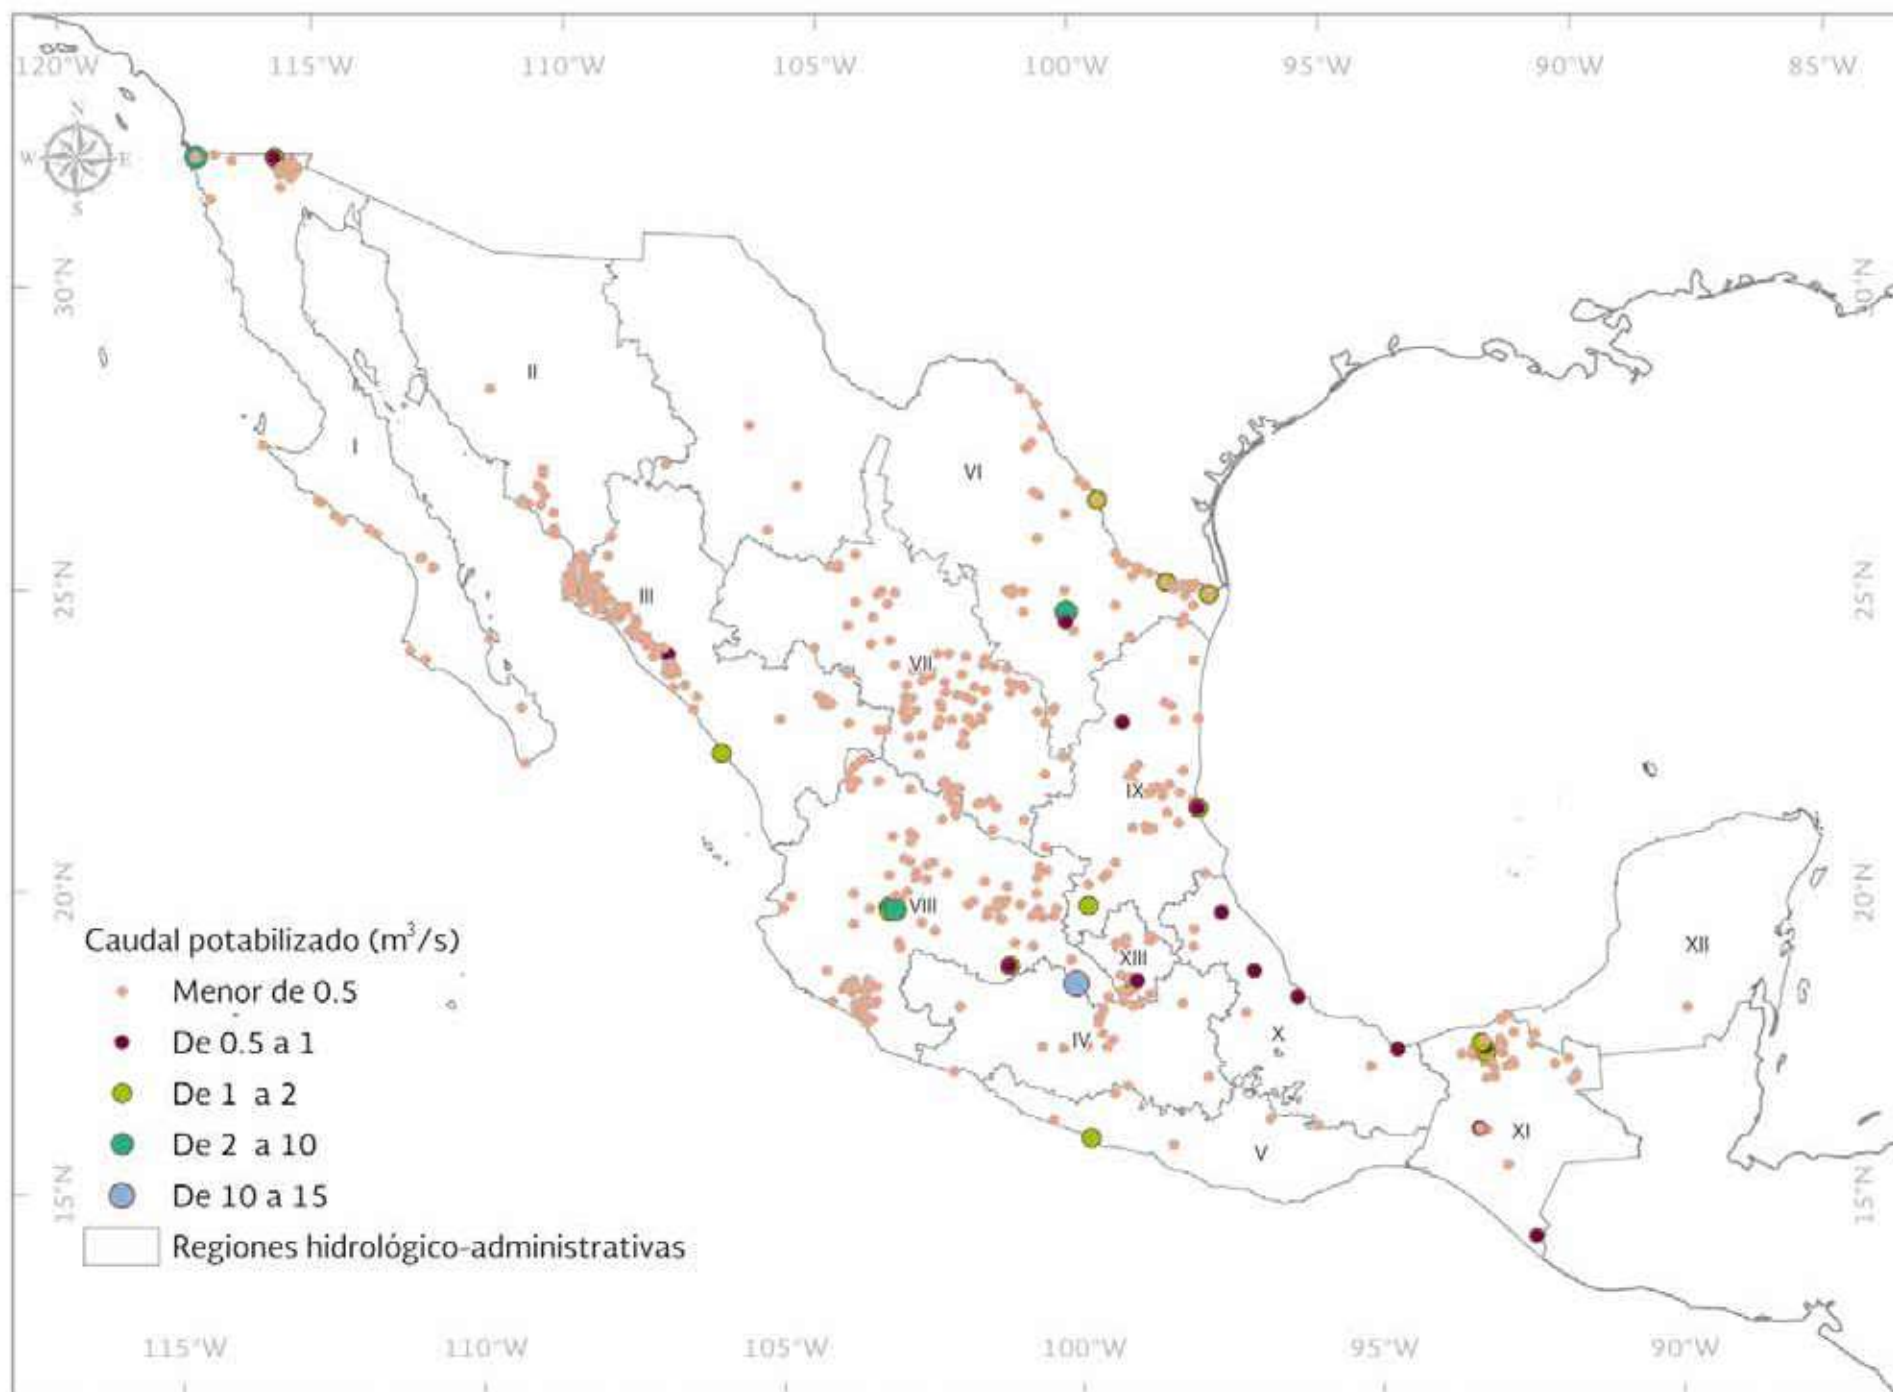 120°W 115°W 110°W 105°W 100°W 95°W 90°W 85°W
W E
S
30°N
30°N
II
I
VI
25°N
25°N
III
VII
IX
20°N
20°N
VIII
XIII
XII
IV
X
XI
V
15°N
15°N
Caudal potabilizado (m³/s)
Menor de 0.5
De 0.5 a 1
De 1 a 2
De 2 a 10
De 10 a 15
Regiones hidrológico-administrativas
115°W 110°W 105°W 100°W 95°W 90°W